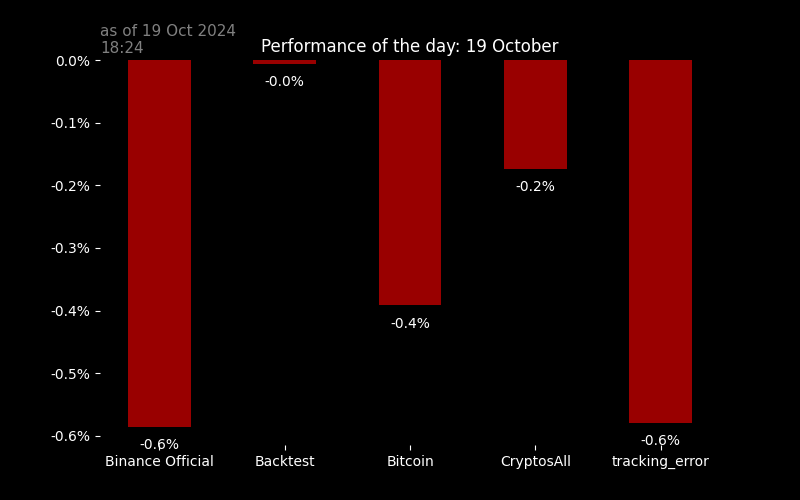 as of 19 Oct 2024
18:24
Performance of the day: 19 October
0.0%
-0.1%
-0.2%
-0.3%
-0.4%
-0.5%
-0.6%
-0.6%
-0.0%
-0.4%
-0.2%
-0.6%
Binance Official
Backtest
Bitcoin
CryptosAll
tracking_error